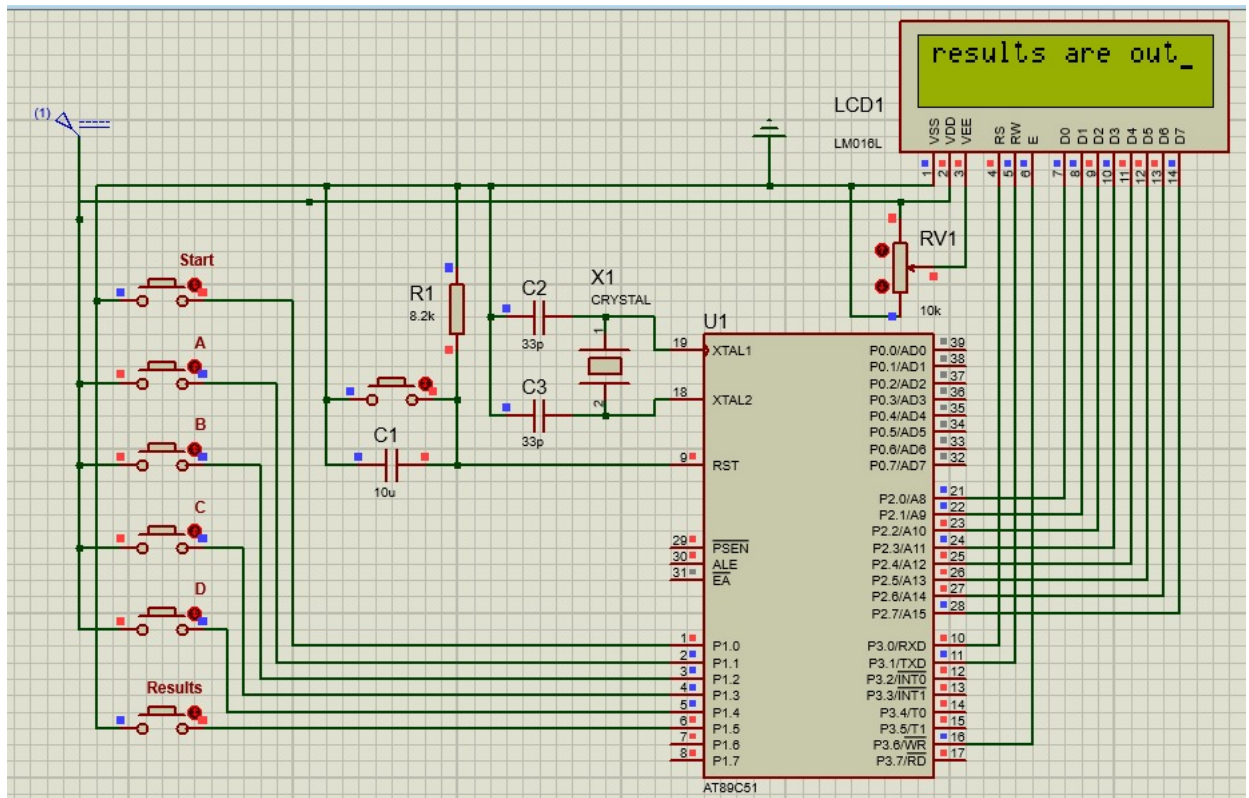 results are out_
LCD1
LM016L
VSS
VDD
VEE
RS
RW
E
D0
D1
D2
D3
D4
D5
D6
D7
1
2
3
4
5
6
7
8
9
10
11
12
13
14
(1)
RV1
10k
Start
A
B
C
D
Results
R1
8.2k
C1
10u
C2
33p
C3
33p
X1
CRYSTAL
1
2
U1
19 XTAL1
18 XTAL2
9 RST
29 PSEN
30 ALE
31 EA
1 P1.0
2 P1.1
3 P1.2
4 P1.3
5 P1.4
6 P1.5
7 P1.6
8 P1.7
P0.0/AD0 39
P0.1/AD1 38
P0.2/AD2 37
P0.3/AD3 36
P0.4/AD4 35
P0.5/AD5 34
P0.6/AD6 33
P0.7/AD7 32
P2.0/A8 21
P2.1/A9 22
P2.2/A10 23
P2.3/A11 24
P2.4/A12 25
P2.5/A13 26
P2.6/A14 27
P2.7/A15 28
P3.0/RXD 10
P3.1/TXD 11
P3.2/INT0 12
P3.3/INT1 13
P3.4/T0 14
P3.5/T1 15
P3.6/WR 16
P3.7/RD 17
AT89C51